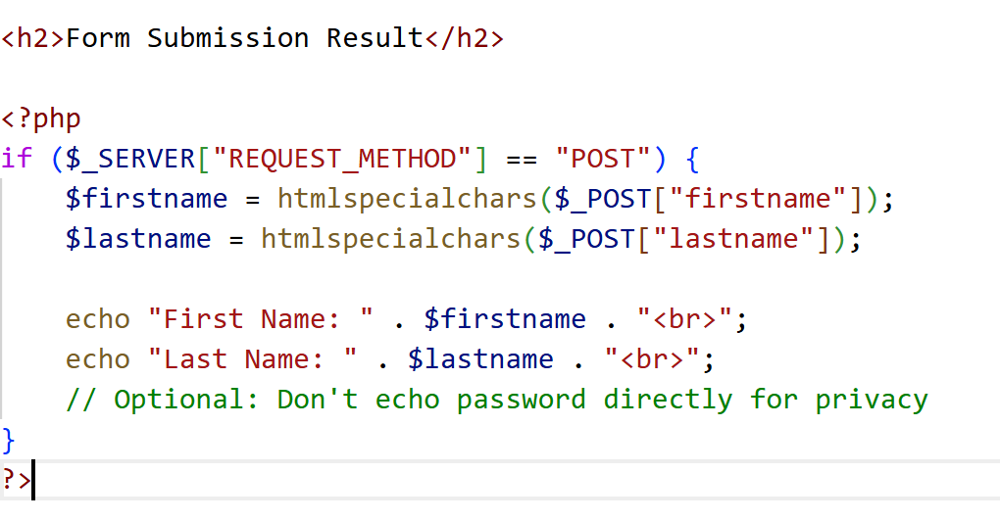 <h2>Form Submission Result</h2>
<?php
if ($_SERVER["REQUEST_METHOD"] == "POST") {
    $firstname = htmlspecialchars($_POST["firstname"]);
    $lastname = htmlspecialchars($_POST["lastname"]);
    echo "First Name: " . $firstname . "<br>";
    echo "Last Name: " . $lastname . "<br>";
    // Optional: Don't echo password directly for privacy
}
?>